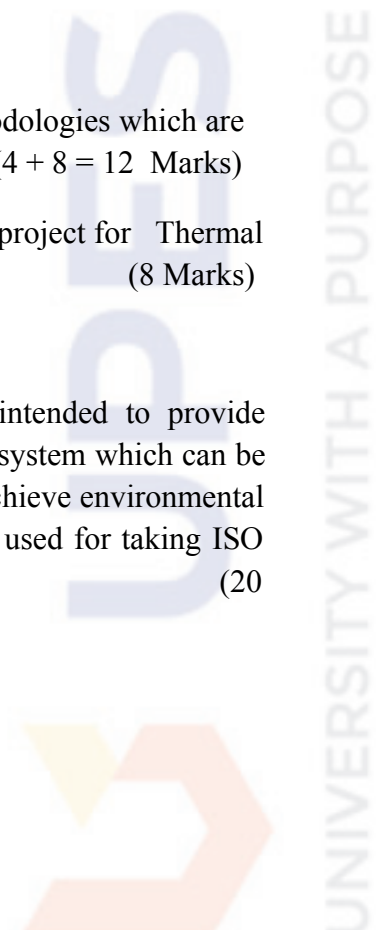 odologies which are
(4 + 8 = 12 Marks)
project for Thermal
(8 Marks)
intended to provide
system which can be
chieve environmental
used for taking ISO
(20
UPES
UNIVERSITY WITH A PURPOSE